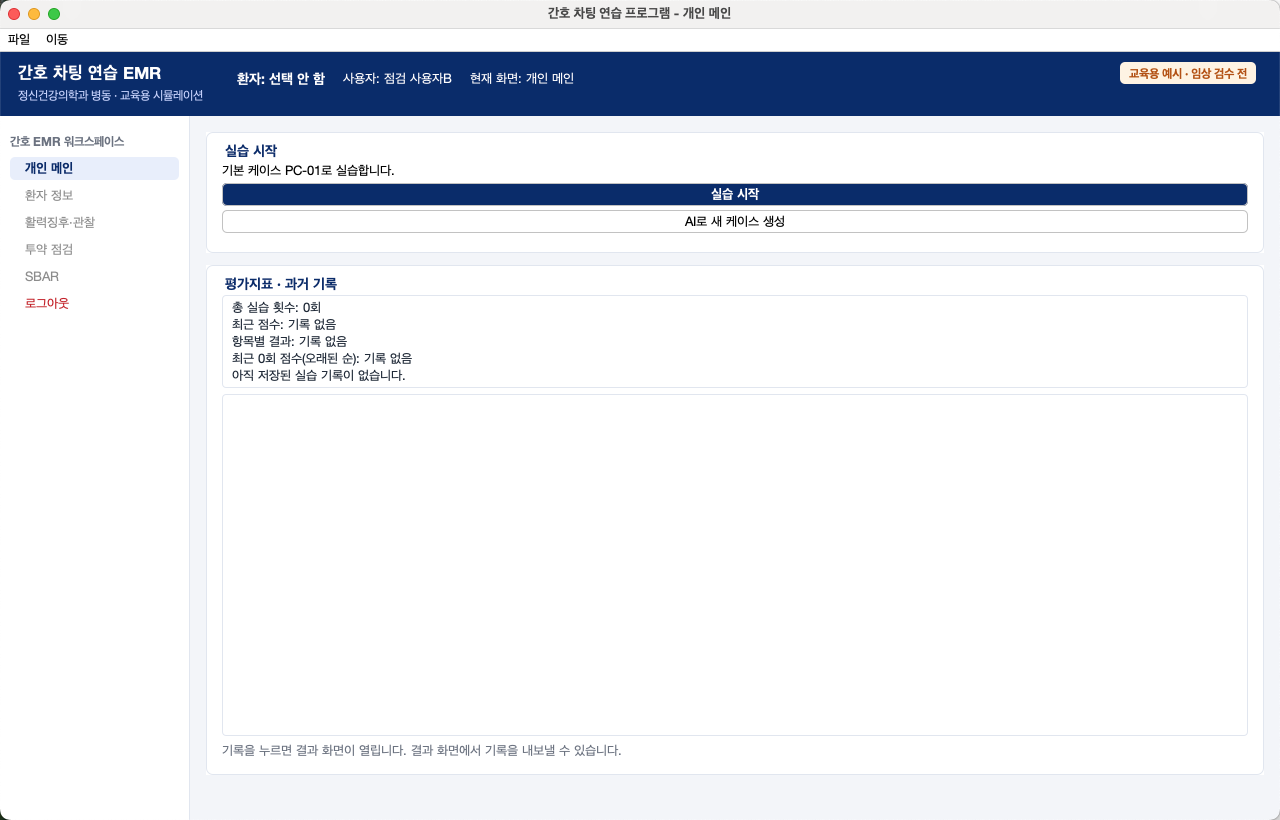 간호 차팅 연습 프로그램 - 개인 메인
파일 이동
간호 차팅 연습 EMR
정신건강의학과 병동 · 교육용 시뮬레이션
환자: 선택 안 함 사용자: 점검 사용자B 현재 화면: 개인 메인
교육용 예시 · 임상 검수 전
간호 EMR 워크스페이스
개인 메인
환자 정보
활력징후·관찰
투약 점검
SBAR
로그아웃
실습 시작
기본 케이스 PC-01로 실습합니다.
실습 시작
AI로 새 케이스 생성
평가지표 · 과거 기록
총 실습 횟수: 0회
최근 점수: 기록 없음
항목별 결과: 기록 없음
최근 0회 점수(오래된 순): 기록 없음
아직 저장된 실습 기록이 없습니다.
기록을 누르면 결과 화면이 열립니다. 결과 화면에서 기록을 내보낼 수 있습니다.